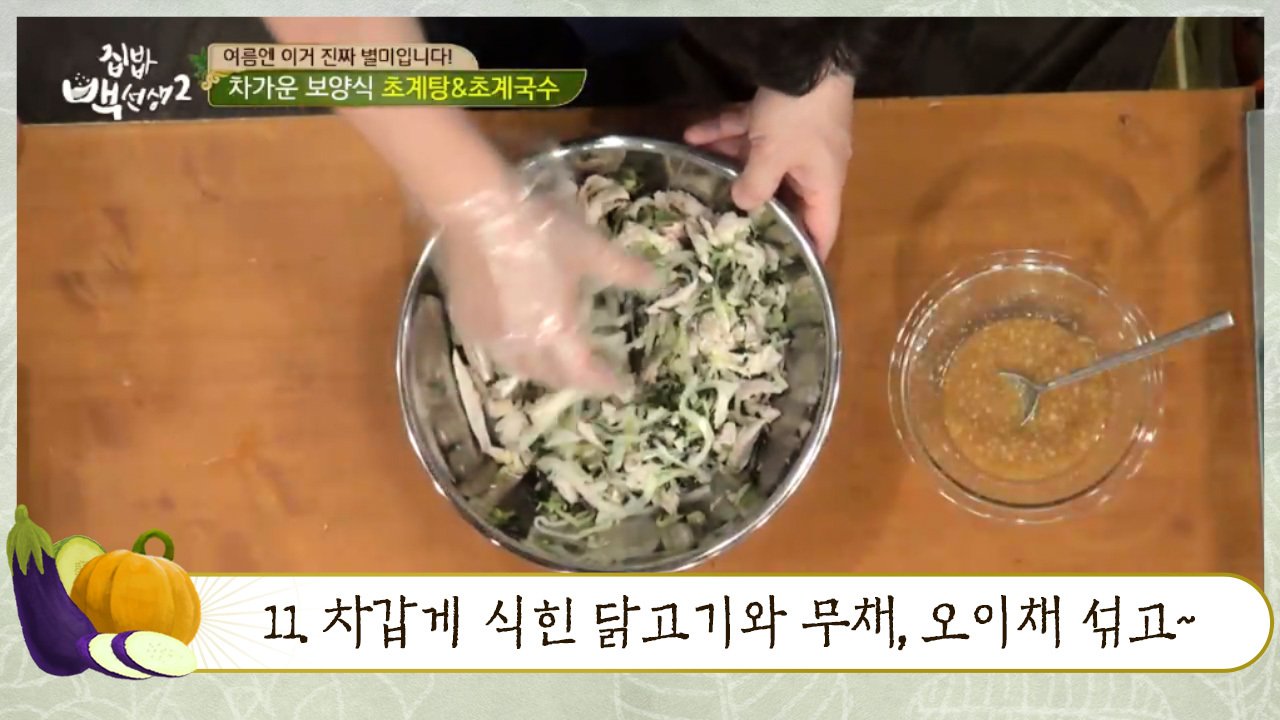 집밥
백선생2
여름엔 이거 진짜 별미입니다!
차가운 보양식 초계탕&초계국수
11. 차갑게 식힌 닭고기와 무채, 오이채 섞고~